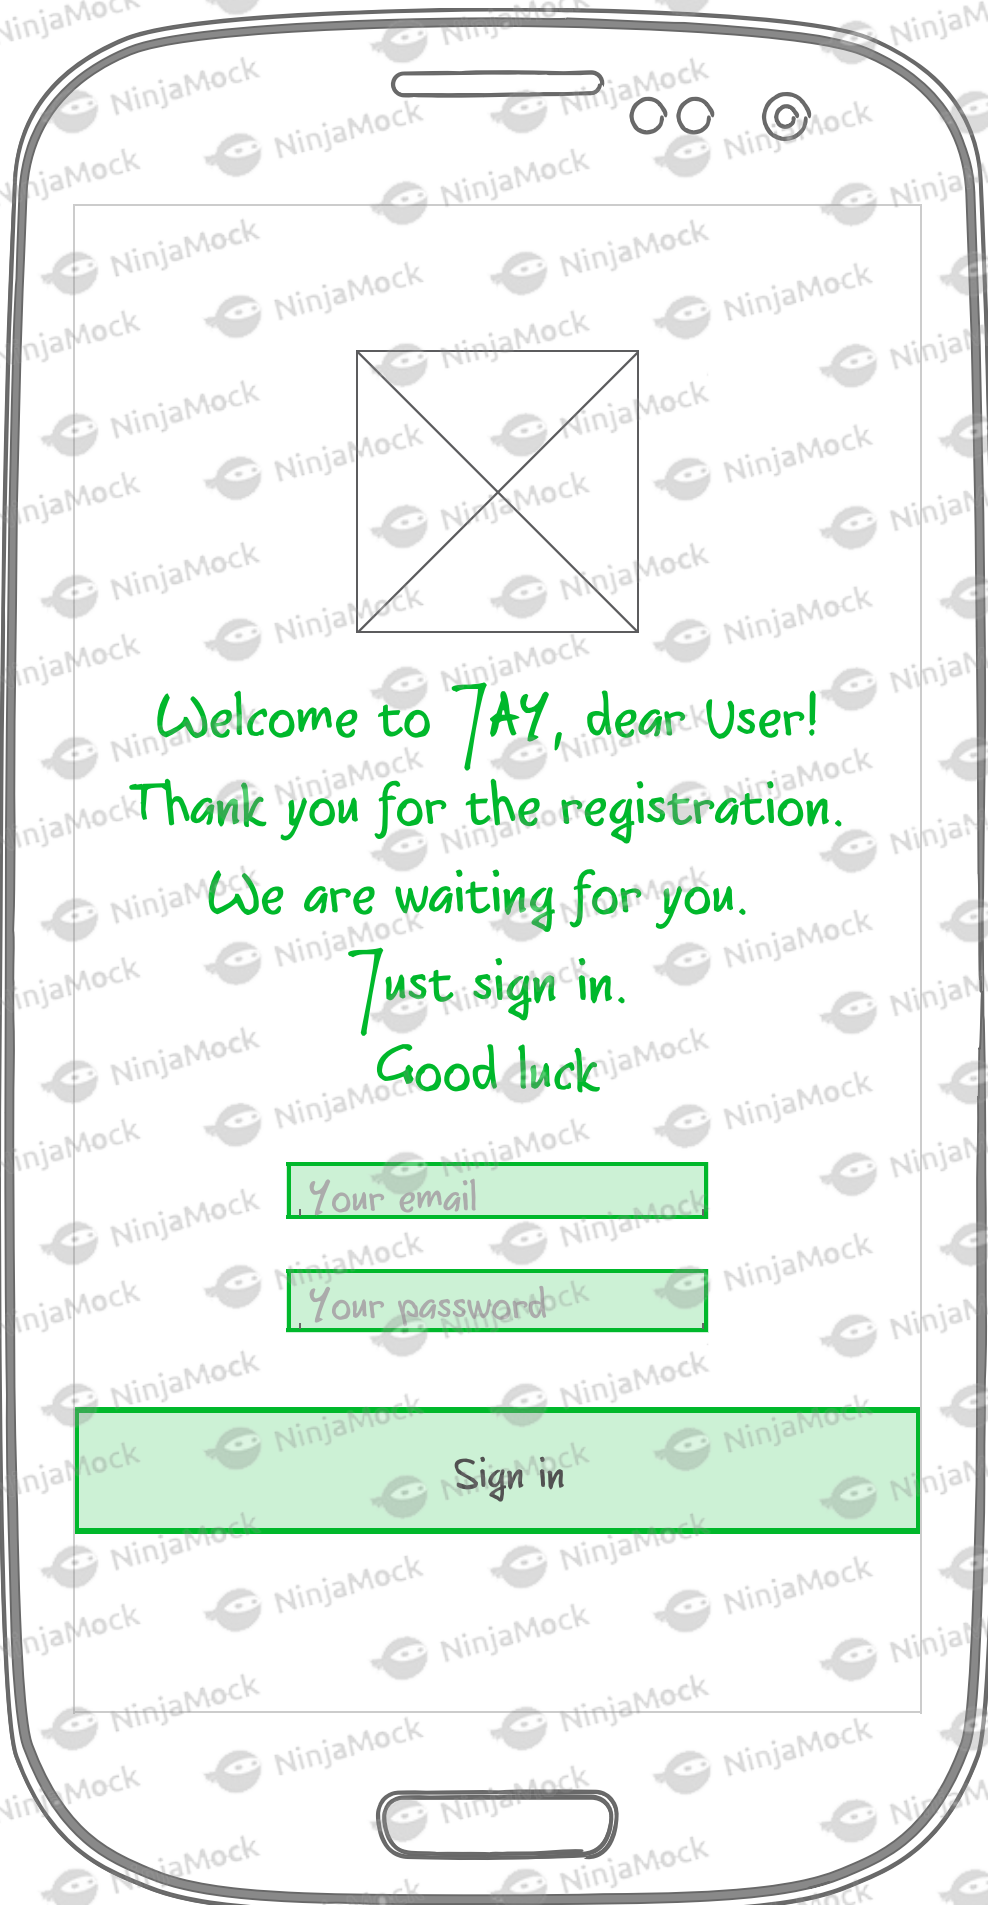 Welcome to JAY, dear User!
Thank you for the registration.
We are waiting for you.
Just sign in.
Good luck
Your email
Your password
Sign in
NinjaMock